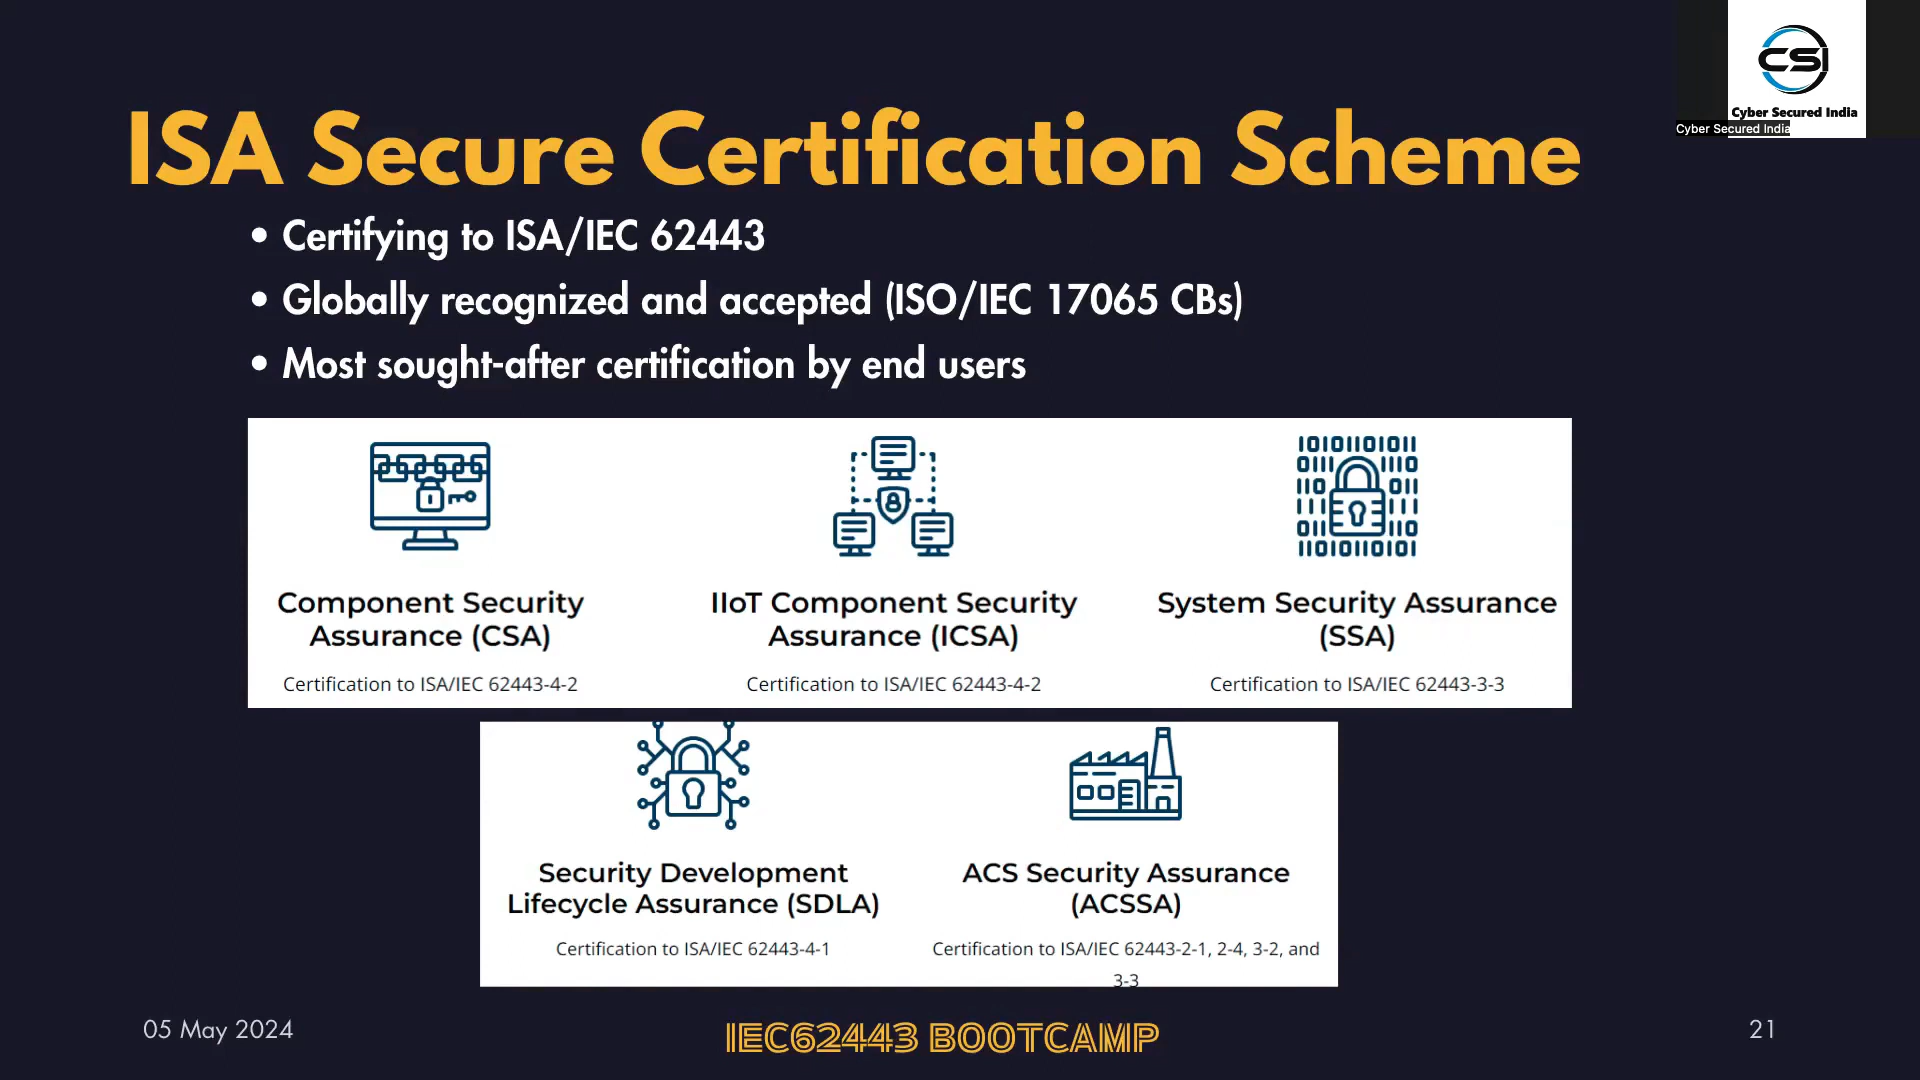 CSI
Cyber Secured India
Cyber Secured India
ISA Secure Certification Scheme
• Certifying to ISA/IEC 62443
• Globally recognized and accepted (ISO/IEC 17065 CBs)
• Most sought-after certification by end users
Component Security
Assurance (CSA)
Certification to ISA/IEC 62443-4-2
IIoT Component Security
Assurance (ICSA)
Certification to ISA/IEC 62443-4-2
System Security Assurance
(SSA)
Certification to ISA/IEC 62443-3-3
Security Development
Lifecycle Assurance (SDLA)
Certification to ISA/IEC 62443-4-1
ACS Security Assurance
(ACSSA)
Certification to ISA/IEC 62443-2-1, 2-4, 3-2, and
3-3
05 May 2024
IEC62443 BOOTCAMP
21